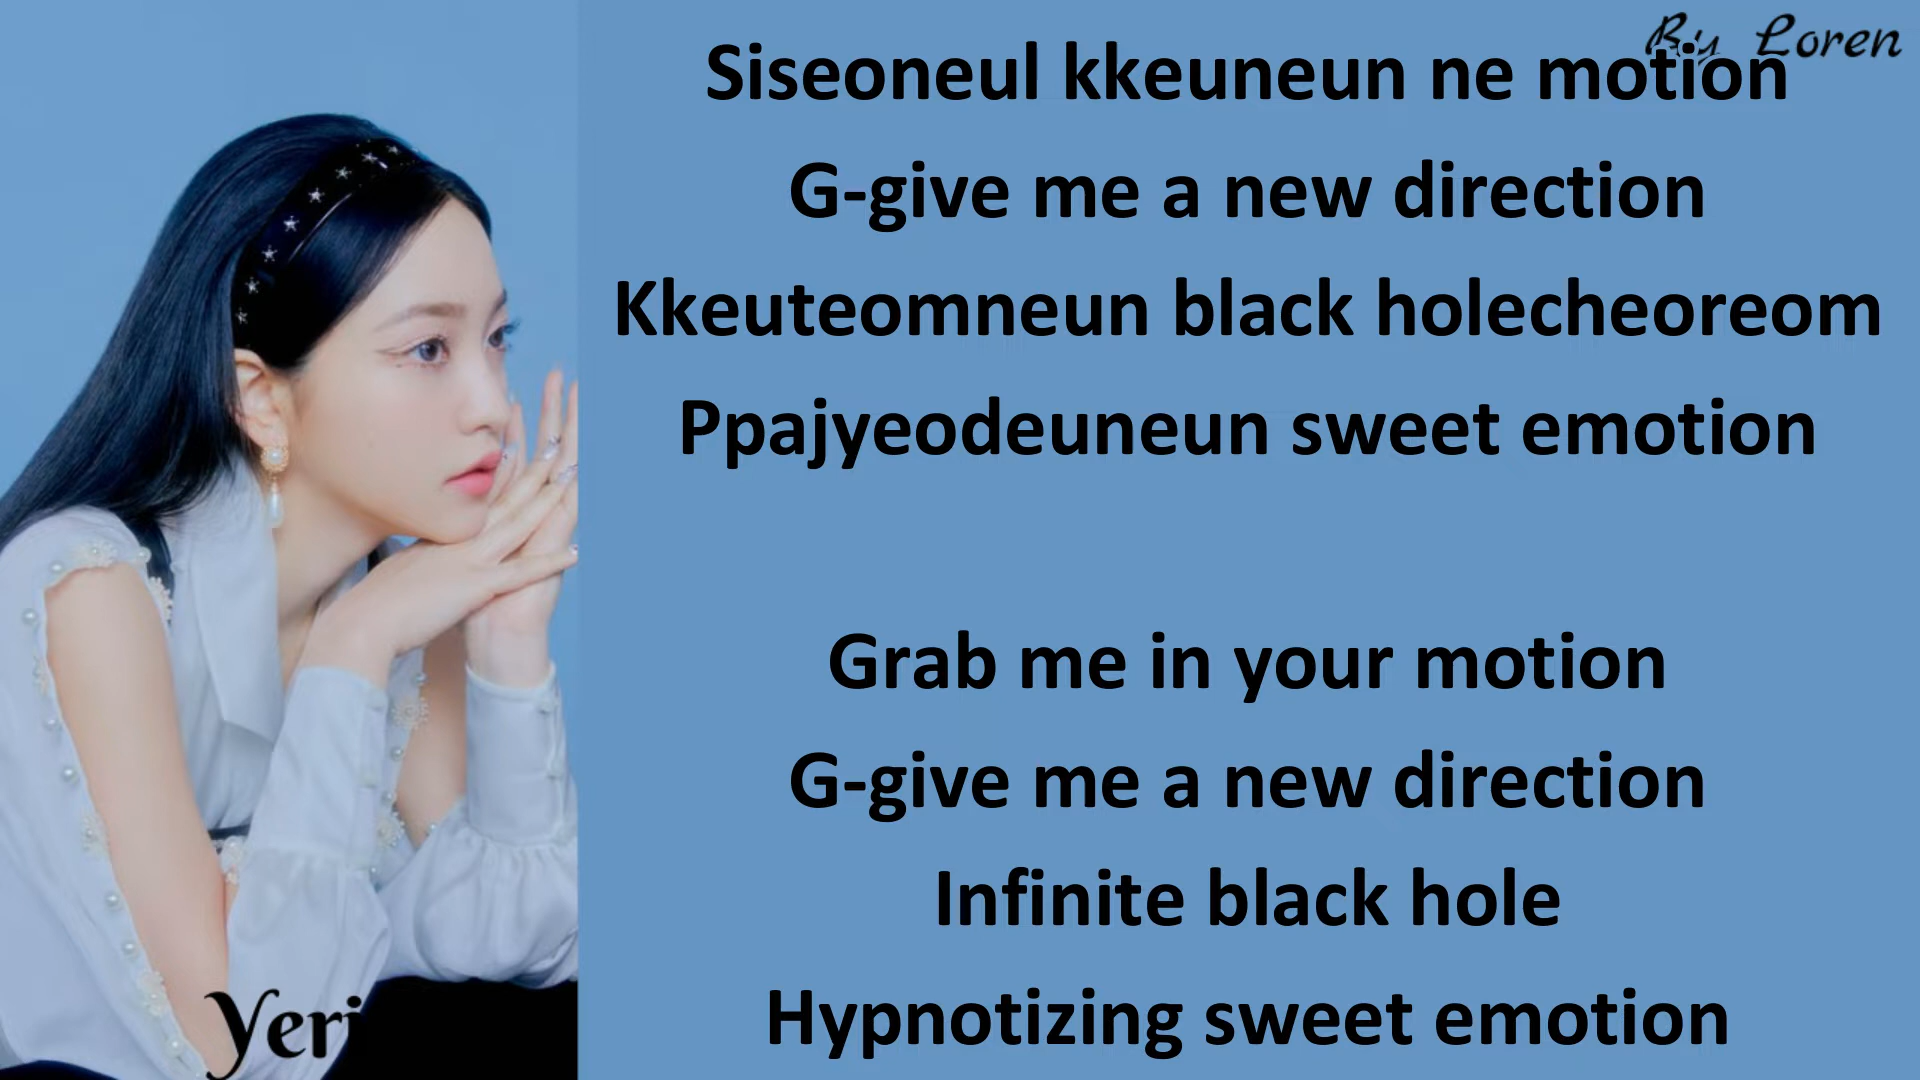 By Loren
Siseoneul kkeuneun ne motion
G-give me a new direction
Kkeuteomneun black holecheoreom
Ppajyeodeuneun sweet emotion
Grab me in your motion
G-give me a new direction
Infinite black hole
Hypnotizing sweet emotion
Yeri